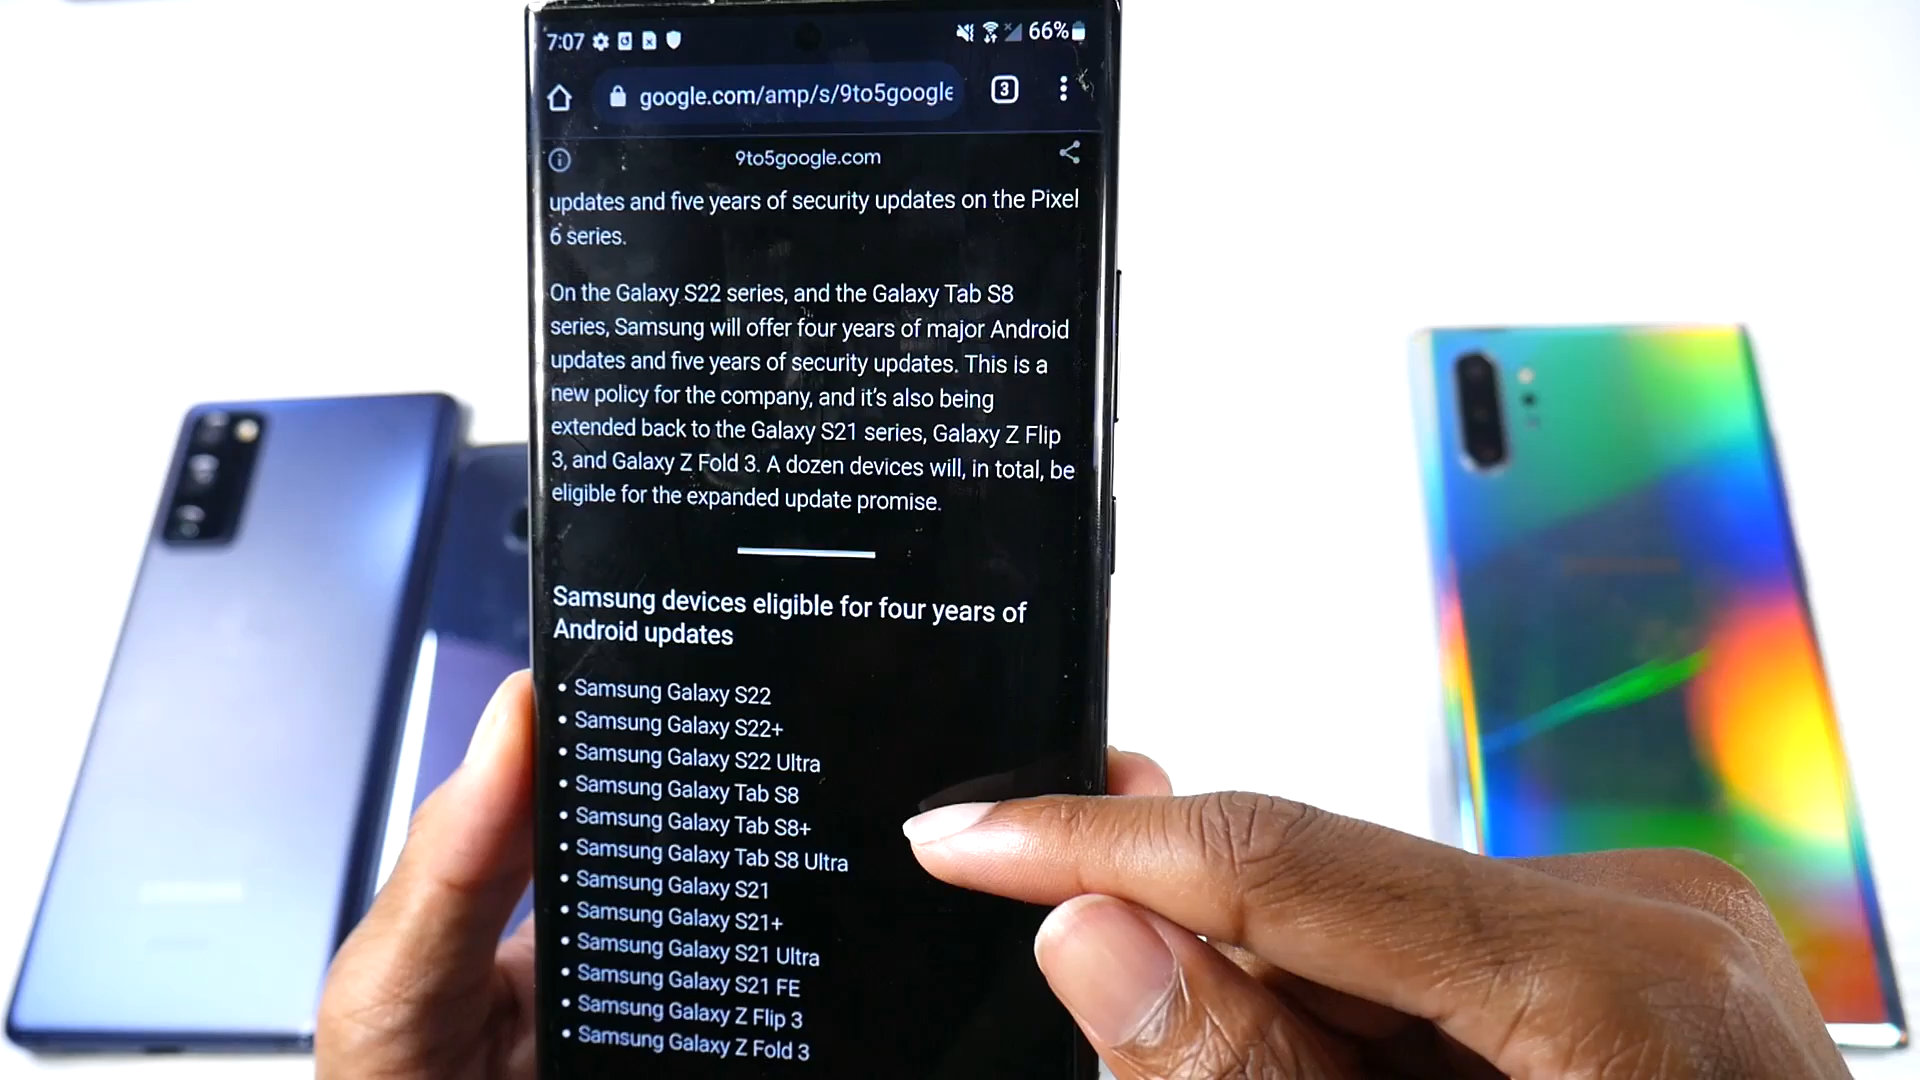 7:07 66%
google.com/amp/s/9to5google 3
9to5google.com
updates and five years of security updates on the Pixel
6 series.
On the Galaxy S22 series, and the Galaxy Tab S8
series, Samsung will offer four years of major Android
updates and five years of security updates. This is a
new policy for the company, and it's also being
extended back to the Galaxy S21 series, Galaxy Z Flip
3, and Galaxy Z Fold 3. A dozen devices will, in total, be
eligible for the expanded update promise.
Samsung devices eligible for four years of
Android updates
• Samsung Galaxy S22
• Samsung Galaxy S22+
• Samsung Galaxy S22 Ultra
• Samsung Galaxy Tab S8
• Samsung Galaxy Tab S8+
• Samsung Galaxy Tab S8 Ultra
• Samsung Galaxy S21
• Samsung Galaxy S21+
• Samsung Galaxy S21 Ultra
• Samsung Galaxy S21 FE
• Samsung Galaxy Z Flip 3
• Samsung Galaxy Z Fold 3